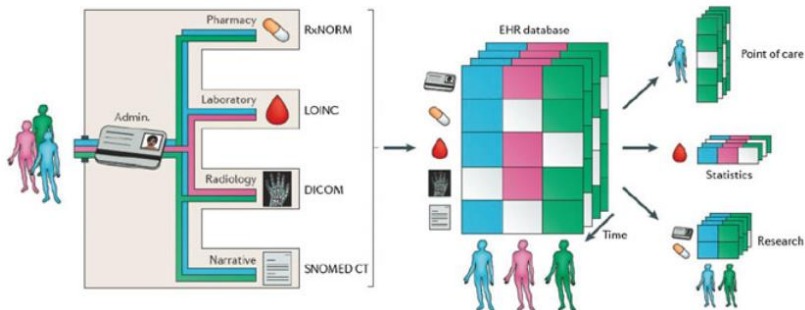 Pharmacy
RxNORM
Admin.
Laboratory
LOINC
Radiology
DICOM
Narrative
SNOMED CT
EHR database
Time
Point of care
Statistics
Research